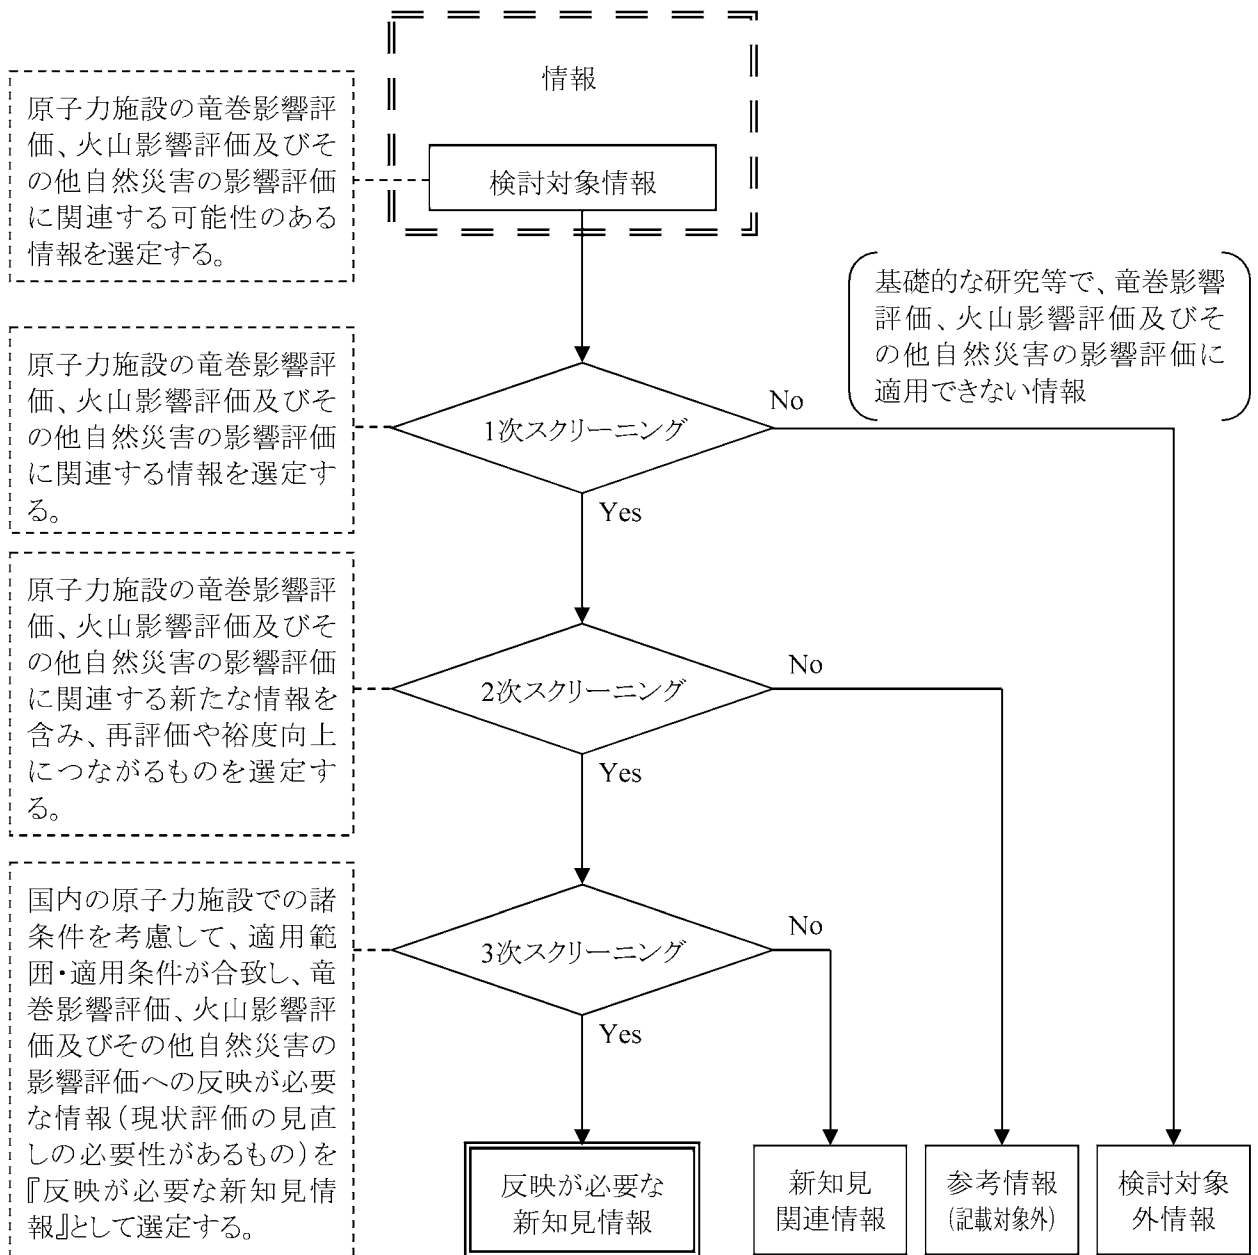 情報
検討対象情報
原子力施設の竜巻影響評
価、火山影響評価及びそ
の他自然災害の影響評価
に関連する可能性のある
情報を選定する。
基礎的な研究等で、竜巻影響
評価、火山影響評価及びそ
の他自然災害の影響評価に
適用できない情報
原子力施設の竜巻影響評
価、火山影響評価及びそ
の他自然災害の影響評価
に関連する情報を選定す
る。
1次スクリーニング
No
Yes
原子力施設の竜巻影響評
価、火山影響評価及びそ
の他自然災害の影響評価
に関連する新たな情報を
含み、再評価や裕度向上
につながるものを選定す
る。
2次スクリーニング
No
Yes
国内の原子力施設での諸
条件を考慮して、適用範
囲・適用条件が合致し、竜
巻影響評価、火山影響評
価及びその他自然災害の
影響評価への反映が必要
な情報(現状評価の見直
しの必要性があるもの)を
『反映が必要な新知見情
報』として選定する。
3次スクリーニング
No
Yes
反映が必要な
新知見情報
新知見
関連情報
参考情報
(記載対象外)
検討対象
外情報